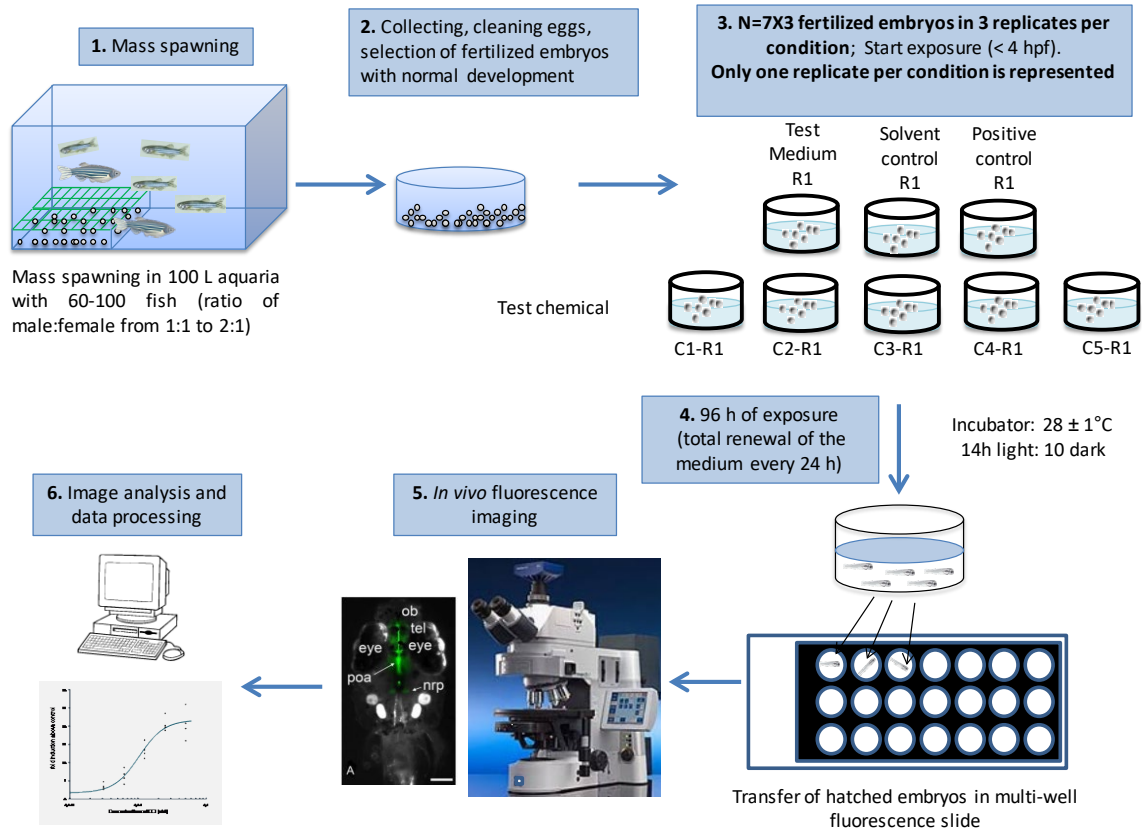 1. Mass spawning
2. Collecting, cleaning eggs,
selection of fertilized embryos
with normal development
3. N=7X3 fertilized embryos in 3 replicates per
condition; Start exposure (< 4 hpf).
Only one replicate per condition is represented
Mass spawning in 100 L aquaria
with 60-100 fish (ratio of
male:female from 1:1 to 2:1)
Test
Medium
R1
Solvent
control
R1
Positive
control
R1
Test chemical
C1-R1
C2-R1
C3-R1
C4-R1
C5-R1
4. 96 h of exposure
(total renewal of the
medium every 24 h)
Incubator: 28 ± 1°C
14h light: 10 dark
Transfer of hatched embryos in multi-well
fluorescence slide
5. In vivo fluorescence
imaging
ob
tel
eye
eye
poa
nrp
A
6. Image analysis and
data processing